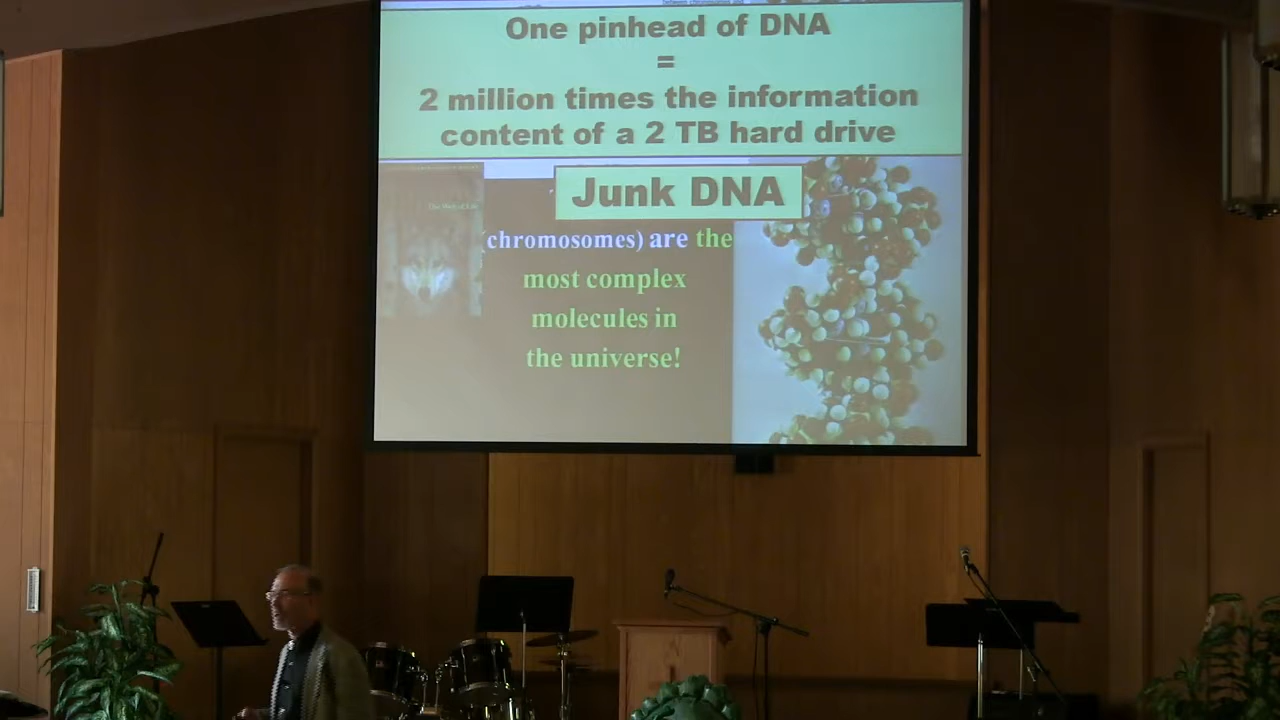 One pinhead of DNA
=
2 million times the information
content of a 2 TB hard drive
Junk DNA
(chromosomes) are the
most complex
molecules in
the universe!